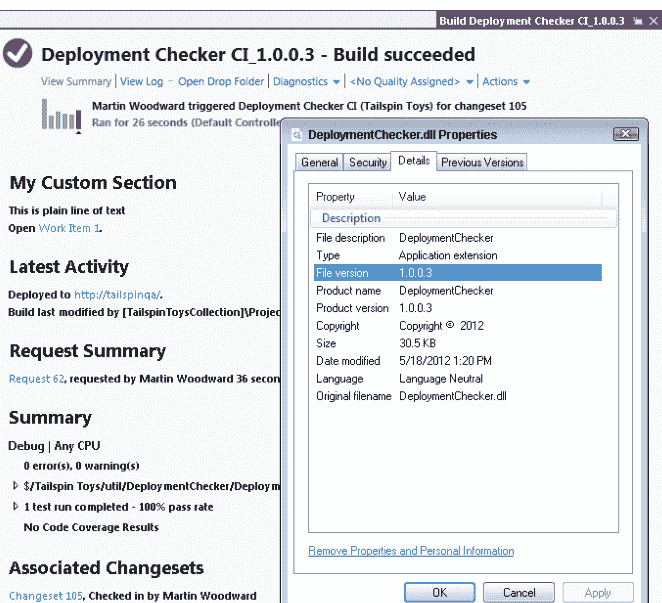 Build Deployment Checker CI_1.0.0.3
Deployment Checker CI_1.0.0.3 - Build succeeded
View Summary | View Log - Open Drop Folder | Diagnostics | <No Quality Assigned> | Actions
Martin Woodward triggered Deployment Checker CI (Tailspin Toys) for changeset 105
Ran for 26 seconds (Default Controlle
My Custom Section
This is plain line of text
Open Work Item 1.
Latest Activity
Deployed to http://tailspinqa/.
Build last modified by [TailspinToysCollection]\Projec
Request Summary
Request 62, requested by Martin Woodward 36 secon
Summary
Debug | Any CPU
0 error(s), 0 warning(s)
$/Tailspin Toys/util/DeploymentChecker/Deploym
1 test run completed - 100% pass rate
No Code Coverage Results
Associated Changesets
Changeset 105, Checked in by Martin Woodward
DeploymentChecker.dll Properties
General Security Details Previous Versions
Property Value
Description
File description DeploymentChecker
Type Application extension
File version 1.0.0.3
Product name DeploymentChecker
Product version 1.0.0.3
Copyright Copyright © 2012
Size 30.5 KB
Date modified 5/18/2012 1:20 PM
Language Language Neutral
Original filename DeploymentChecker.dll
Remove Properties and Personal Information
OK Cancel Apply